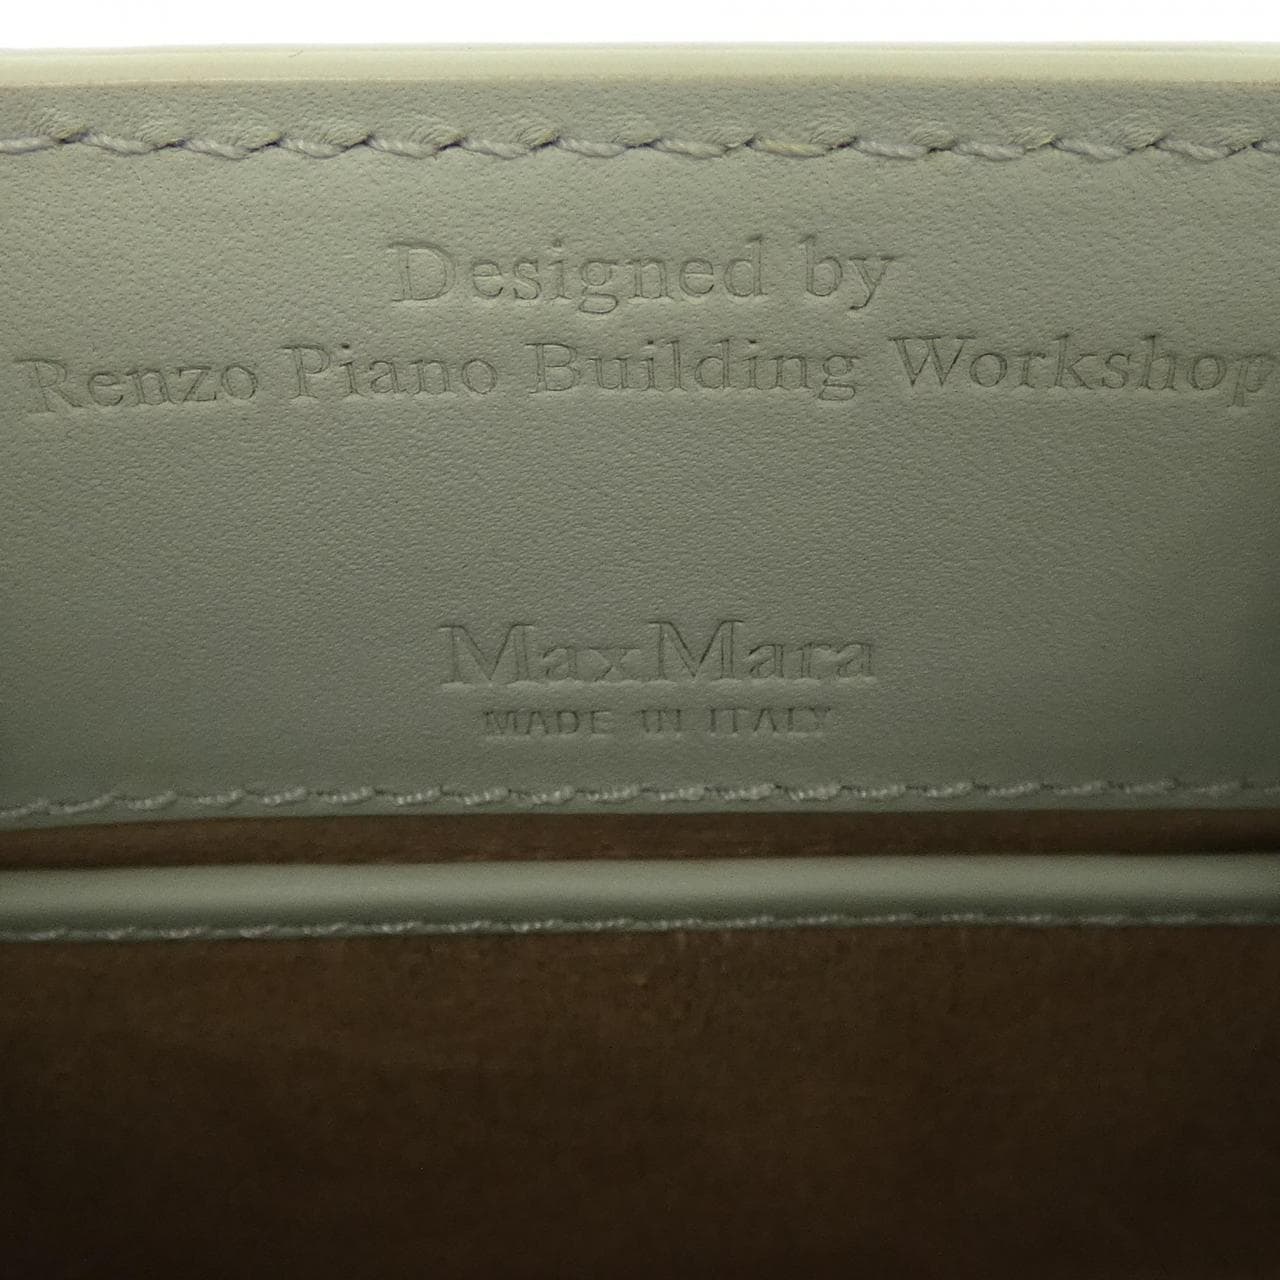 Designed by
Renzo Piano Building Workshop
MaxMara
MADE IN ITALY